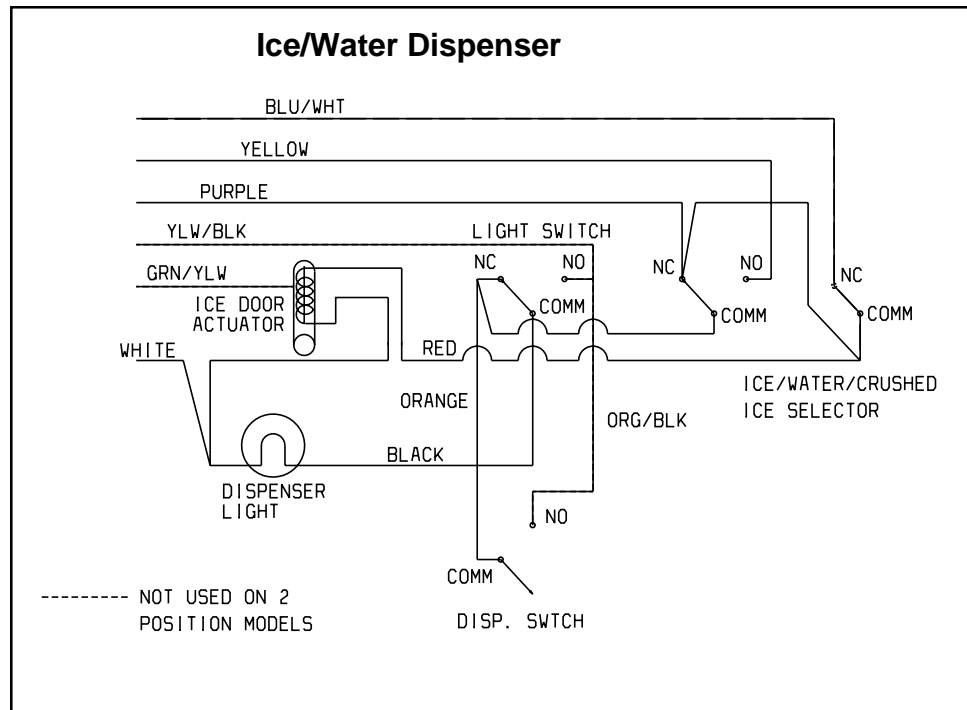 Ice/Water Dispenser
BLU/WHT
YELLOW
PURPLE
YLW/BLK
LIGHT SWITCH
GRN/YLW
NC
NO
NC
NO
NC
ICE DOOR
ACTUATOR
COMM
COMM
COMM
WHITE
RED
ICE/WATER/CRUSHED
ICE SELECTOR
ORANGE
ORG/BLK
BLACK
DISPENSER
LIGHT
NO
COMM
DISP. SWTCH
--------- NOT USED ON 2
POSITION MODELS